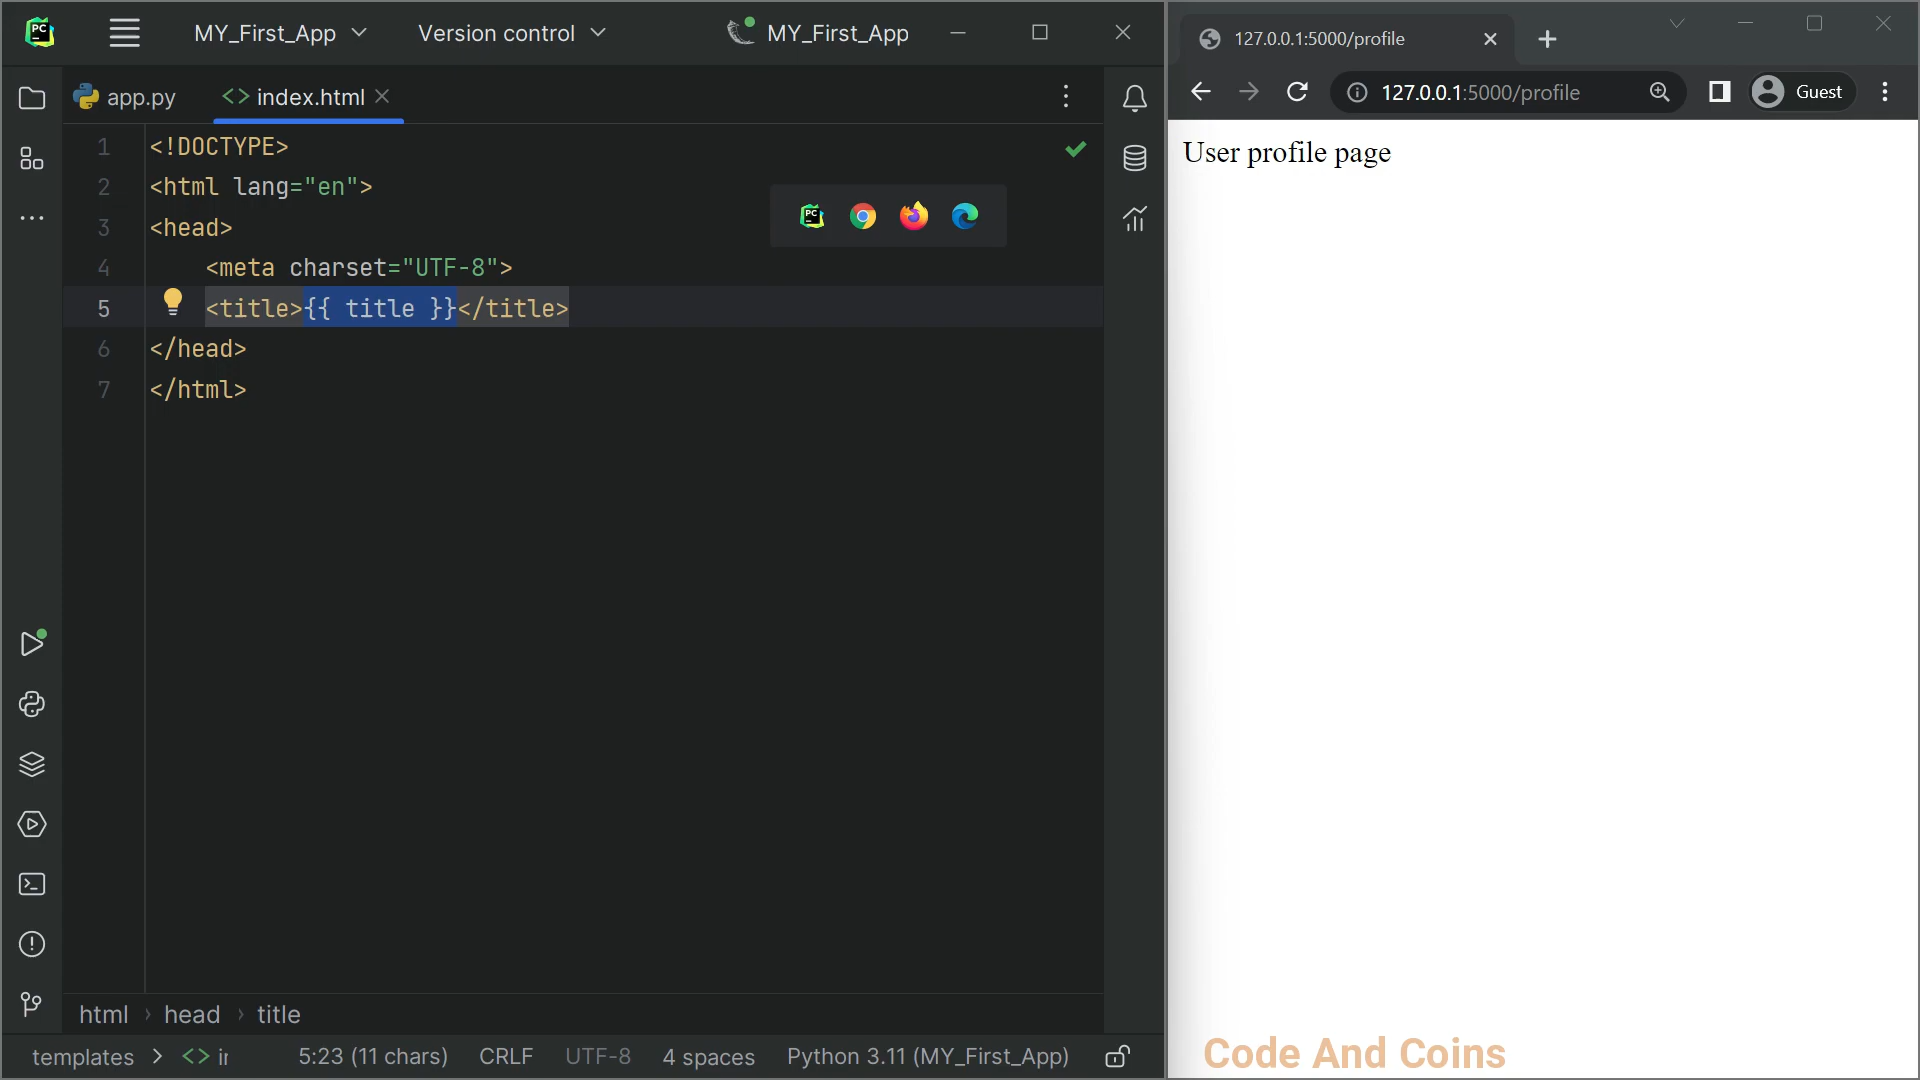 MY_First_App
Version control
MY_First_App
app.py
index.html
1 <!DOCTYPE>
2 <html lang="en">
3 <head>
4 <meta charset="UTF-8">
5 <title>{{ title }}</title>
6 </head>
7 </html>
html › head › title
templates > <> ir
5:23 (11 chars)
CRLF
UTF-8
4 spaces
Python 3.11 (MY_First_App)
127.0.0.1:5000/profile
127.0.0.1:5000/profile
Guest
User profile page
Code And Coins